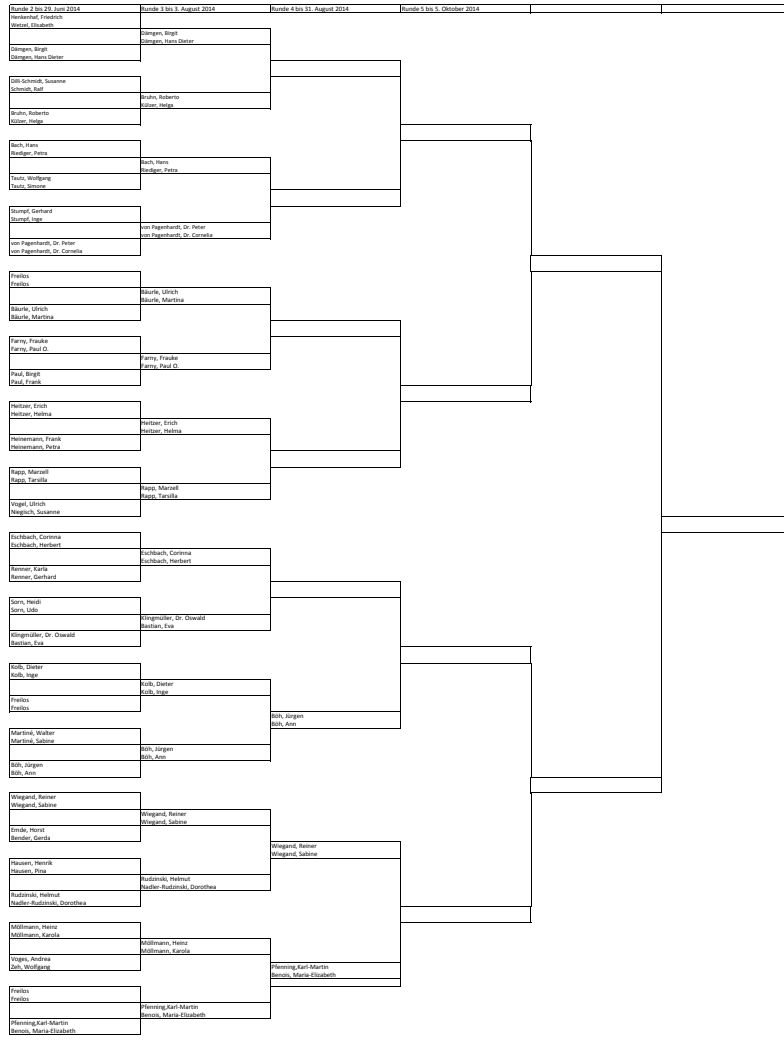 Runde 2 bis 29. Juni 2014
Runde 3 bis 3. August 2014
Runde 4 bis 31. August 2014
Runde 5 bis 5. Oktober 2014
Henkenhaf, Friedrich
Wetzel, Elisabeth
Dämgen, Birgit
Dämgen, Hans Dieter
Dilli-Schmidt, Susanne
Schmidt, Ralf
Bruhn, Roberto
Külzer, Helga
Bach, Hans
Riediger, Petra
Tautz, Wolfgang
Tautz, Simone
Stumpf, Gerhard
Stumpf, Inge
von Pagenhardt, Dr. Peter
von Pagenhardt, Dr. Cornelia
Freilos
Freilos
Bäurle, Ulrich
Bäurle, Martina
Farny, Frauke
Farny, Paul O.
Paul, Birgit
Paul, Frank
Heitzer, Erich
Heitzer, Helma
Heinemann, Frank
Heinemann, Petra
Rapp, Marzell
Rapp, Tarsilla
Vogel, Ulrich
Niegisch, Susanne
Eschbach, Corinna
Eschbach, Herbert
Renner, Karla
Renner, Gerhard
Sorn, Heidi
Sorn, Udo
Klingmüller, Dr. Oswald
Bastian, Eva
Kolb, Dieter
Kolb, Inge
Freilos
Freilos
Martiné, Walter
Martiné, Sabine
Böh, Jürgen
Böh, Ann
Wiegand, Reiner
Wiegand, Sabine
Emde, Horst
Bender, Gerda
Hausen, Henrik
Hausen, Pina
Rudzinski, Helmut
Nadler-Rudzinski, Dorothea
Möllmann, Heinz
Möllmann, Karola
Voges, Andrea
Zeh, Wolfgang
Freilos
Freilos
Pfenning,Karl-Martin
Benois, Maria-Elizabeth
Dämgen, Birgit
Dämgen, Hans Dieter
Bruhn, Roberto
Külzer, Helga
Bach, Hans
Riediger, Petra
von Pagenhardt, Dr. Peter
von Pagenhardt, Dr. Cornelia
Bäurle, Ulrich
Bäurle, Martina
Farny, Frauke
Farny, Paul O.
Heitzer, Erich
Heitzer, Helma
Rapp, Marzell
Rapp, Tarsilla
Eschbach, Corinna
Eschbach, Herbert
Klingmüller, Dr. Oswald
Bastian, Eva
Kolb, Dieter
Kolb, Inge
Böh, Jürgen
Böh, Ann
Wiegand, Reiner
Wiegand, Sabine
Rudzinski, Helmut
Nadler-Rudzinski, Dorothea
Möllmann, Heinz
Möllmann, Karola
Pfenning,Karl-Martin
Benois, Maria-Elizabeth
Böh, Jürgen
Böh, Ann
Wiegand, Reiner
Wiegand, Sabine
Pfenning,Karl-Martin
Benois, Maria-Elizabeth